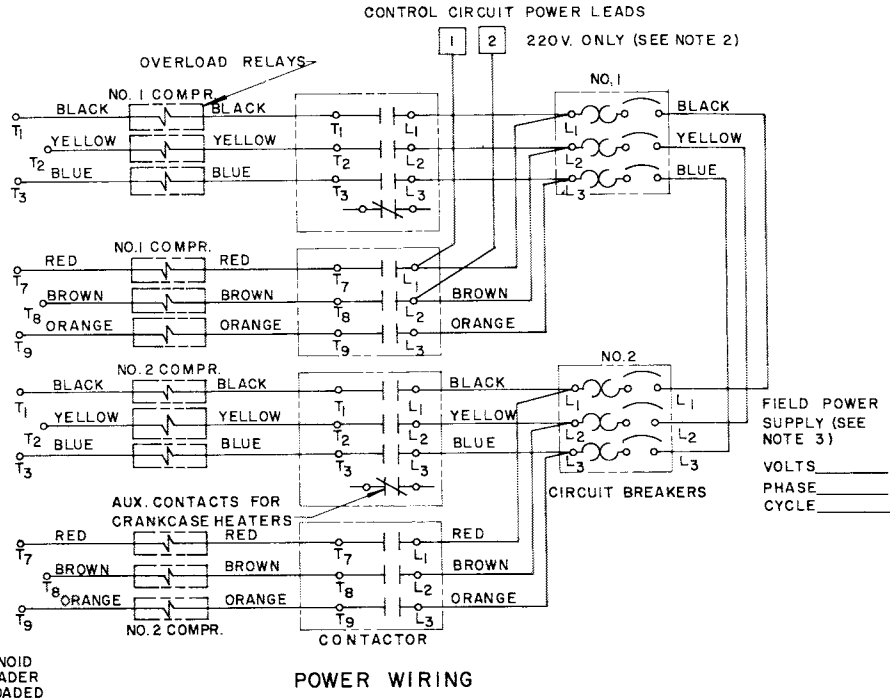 CONTROL CIRCUIT POWER LEADS
1 2 220V. ONLY (SEE NOTE 2)
OVERLOAD RELAYS
NO. 1 COMPR.
NO. 1
T1 BLACK BLACK T1 L1 L1 BLACK
T2 YELLOW YELLOW T2 L2 L2 YELLOW
T3 BLUE BLUE T3 L3 L3 BLUE
NO. 1 COMPR.
T7 RED RED T7 L1
T8 BROWN BROWN T8 L2 BROWN
T9 ORANGE ORANGE T9 L3 ORANGE
NO. 2 COMPR.
NO. 2
T1 BLACK BLACK T1 L1 BLACK L1 L1
T2 YELLOW YELLOW T2 L2 YELLOW L2 L2
T3 BLUE BLUE T3 L3 BLUE L3 L3
FIELD POWER
SUPPLY (SEE
NOTE 3)
VOLTS
PHASE
CYCLE
CIRCUIT BREAKERS
AUX. CONTACTS FOR
CRANKCASE HEATERS
T7 RED RED T7 L1 RED
T8 BROWN BROWN T8 L2 BROWN
T9 ORANGE ORANGE T9 L3 ORANGE
NO. 2 COMPR.
CONTACTOR
NOID
ADER
OADED
POWER WIRING